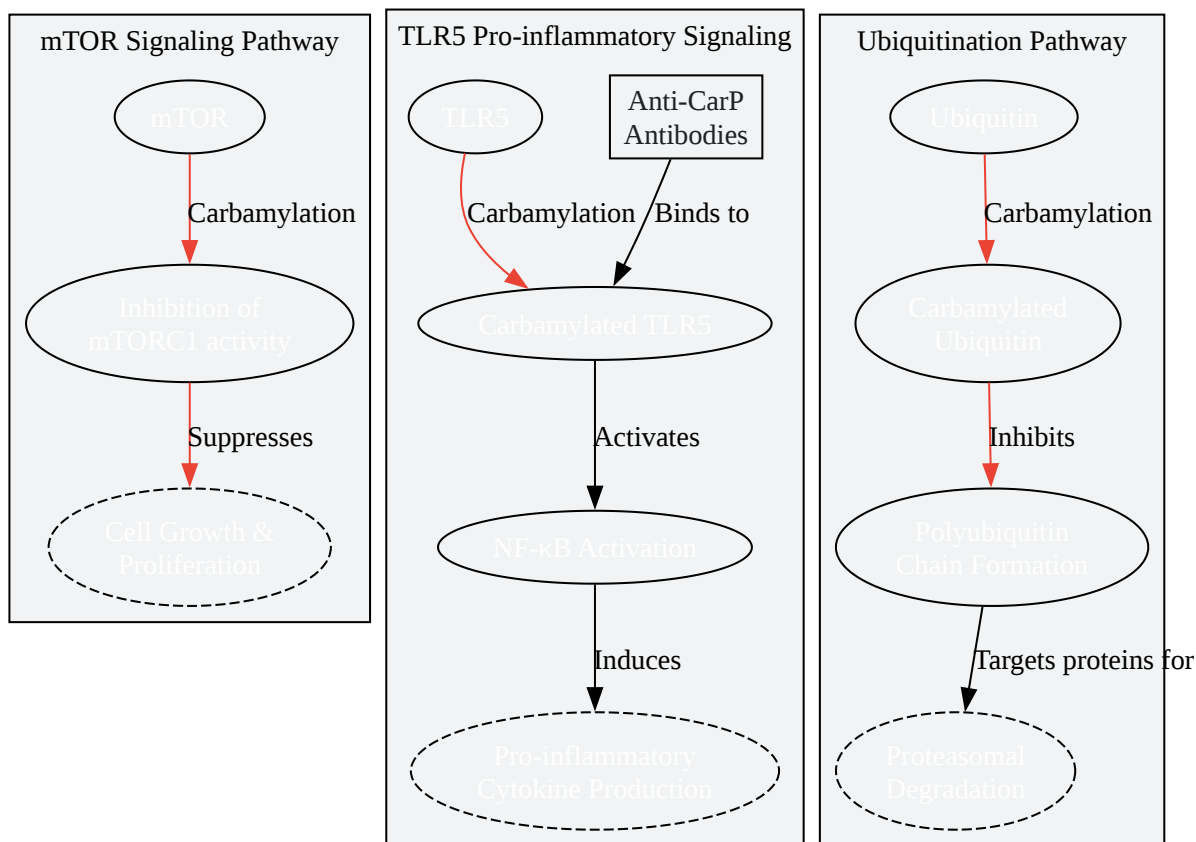 mTOR Signaling Pathway
mTOR
Carbamylation
Inhibition of
mTORC1 activity
Suppresses
Cell Growth &
Proliferation
TLR5 Pro-inflammatory Signaling
TLR5
Anti-CarP
Antibodies
Carbamylation
Binds to
Carbamylated TLR5
Activates
NF-κB Activation
Induces
Pro-inflammatory
Cytokine Production
Ubiquitination Pathway
Ubiquitin
Carbamylation
Carbamylated
Ubiquitin
Inhibits
Polyubiquitin
Chain Formation
Targets proteins for
Proteasomal
Degradation